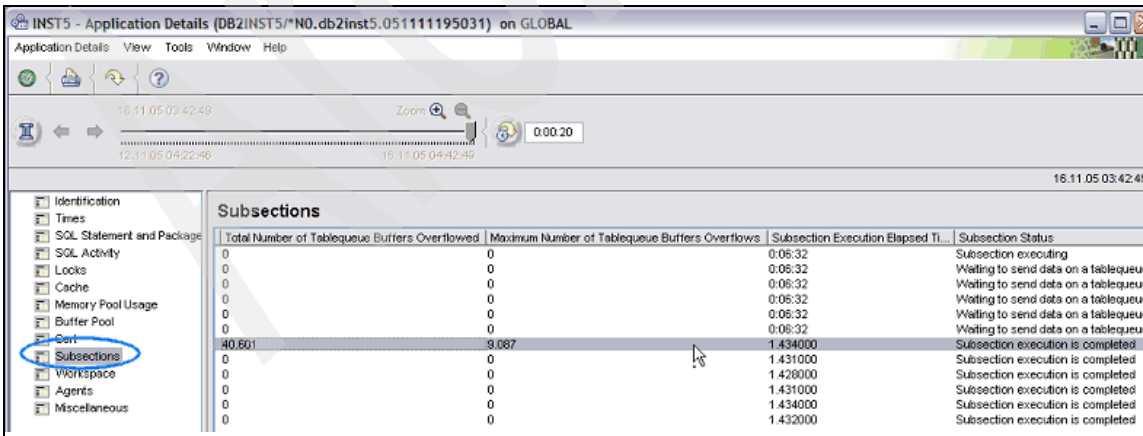 INST5 - Application Details (DB2INST5/*N0.db2inst5.051111195031) on GLOBAL
Application Details View Tools Window Help
16.11.05 03:42:49 Zoom
0:00:20
12.11.05 04:22:46 16.11.05 04:42:49
16.11.05 03:42:49
Identification
Times
SQL Statement and Package
SQL Activity
Locks
Cache
Memory Pool Usage
Buffer Pool
Subsections
Workspace
Agents
Miscellaneous
Subsections
Total Number of Tablequeue Buffers Overflowed Maximum Number of Tablequeue Buffers Overflows Subsection Execution Elapsed Ti... Subsection Status
0 0 0:06:32 Subsection executing
0 0 0:06:32 Waiting to send data on a tablequeu
0 0 0:06:32 Waiting to send data on a tablequeu
0 0 0:06:32 Waiting to send data on a tablequeu
0 0 0:06:32 Waiting to send data on a tablequeu
0 0 0:06:32 Waiting to send data on a tablequeu
40.601 9.087 1.434000 Subsection execution is completed
0 0 1.431000 Subsection execution is completed
0 0 1.428000 Subsection execution is completed
0 0 1.431000 Subsection execution is completed
0 0 1.434000 Subsection execution is completed
0 0 1.432000 Subsection execution is completed